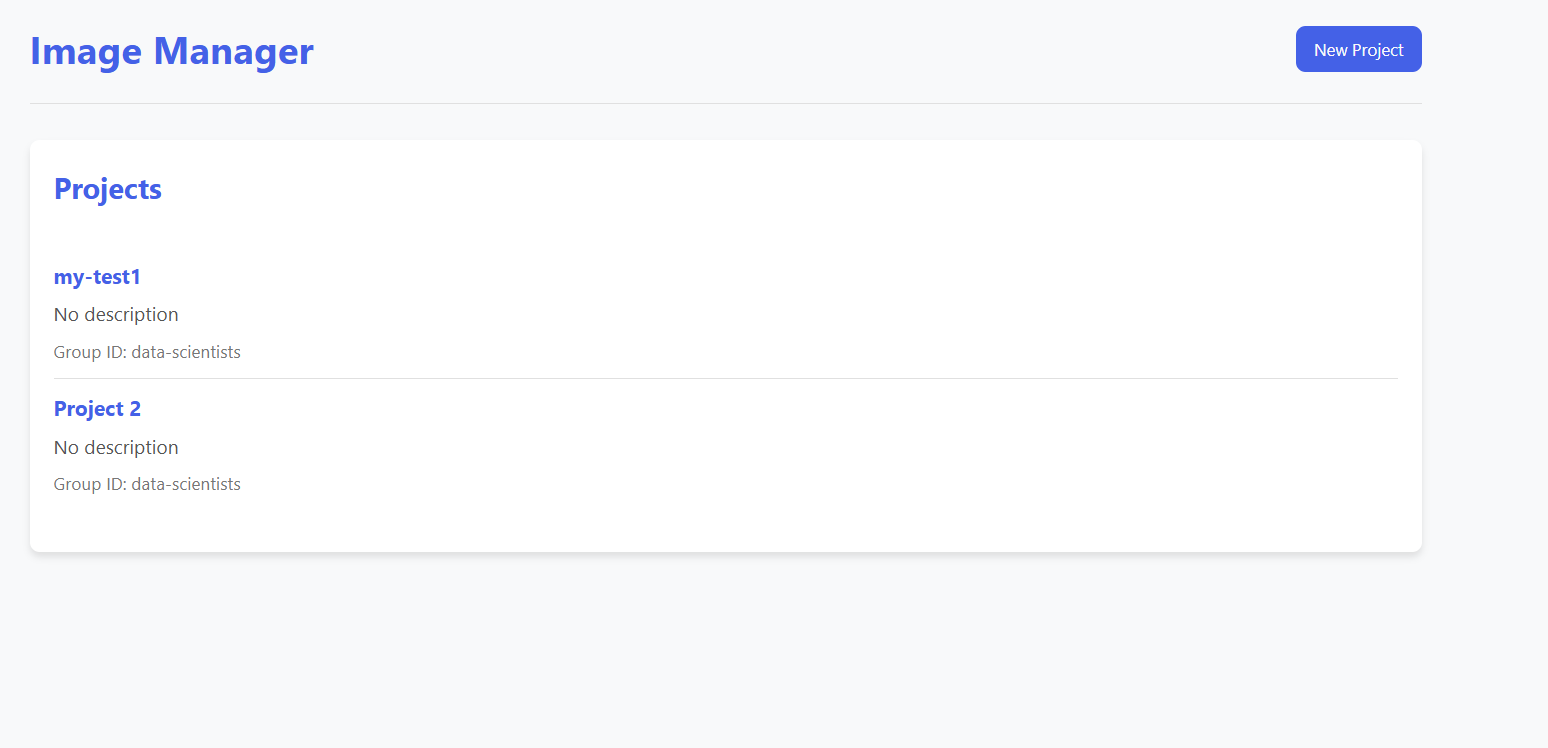 Image Manager
New Project
Projects
my-test1
No description
Group ID: data-scientists
Project 2
No description
Group ID: data-scientists